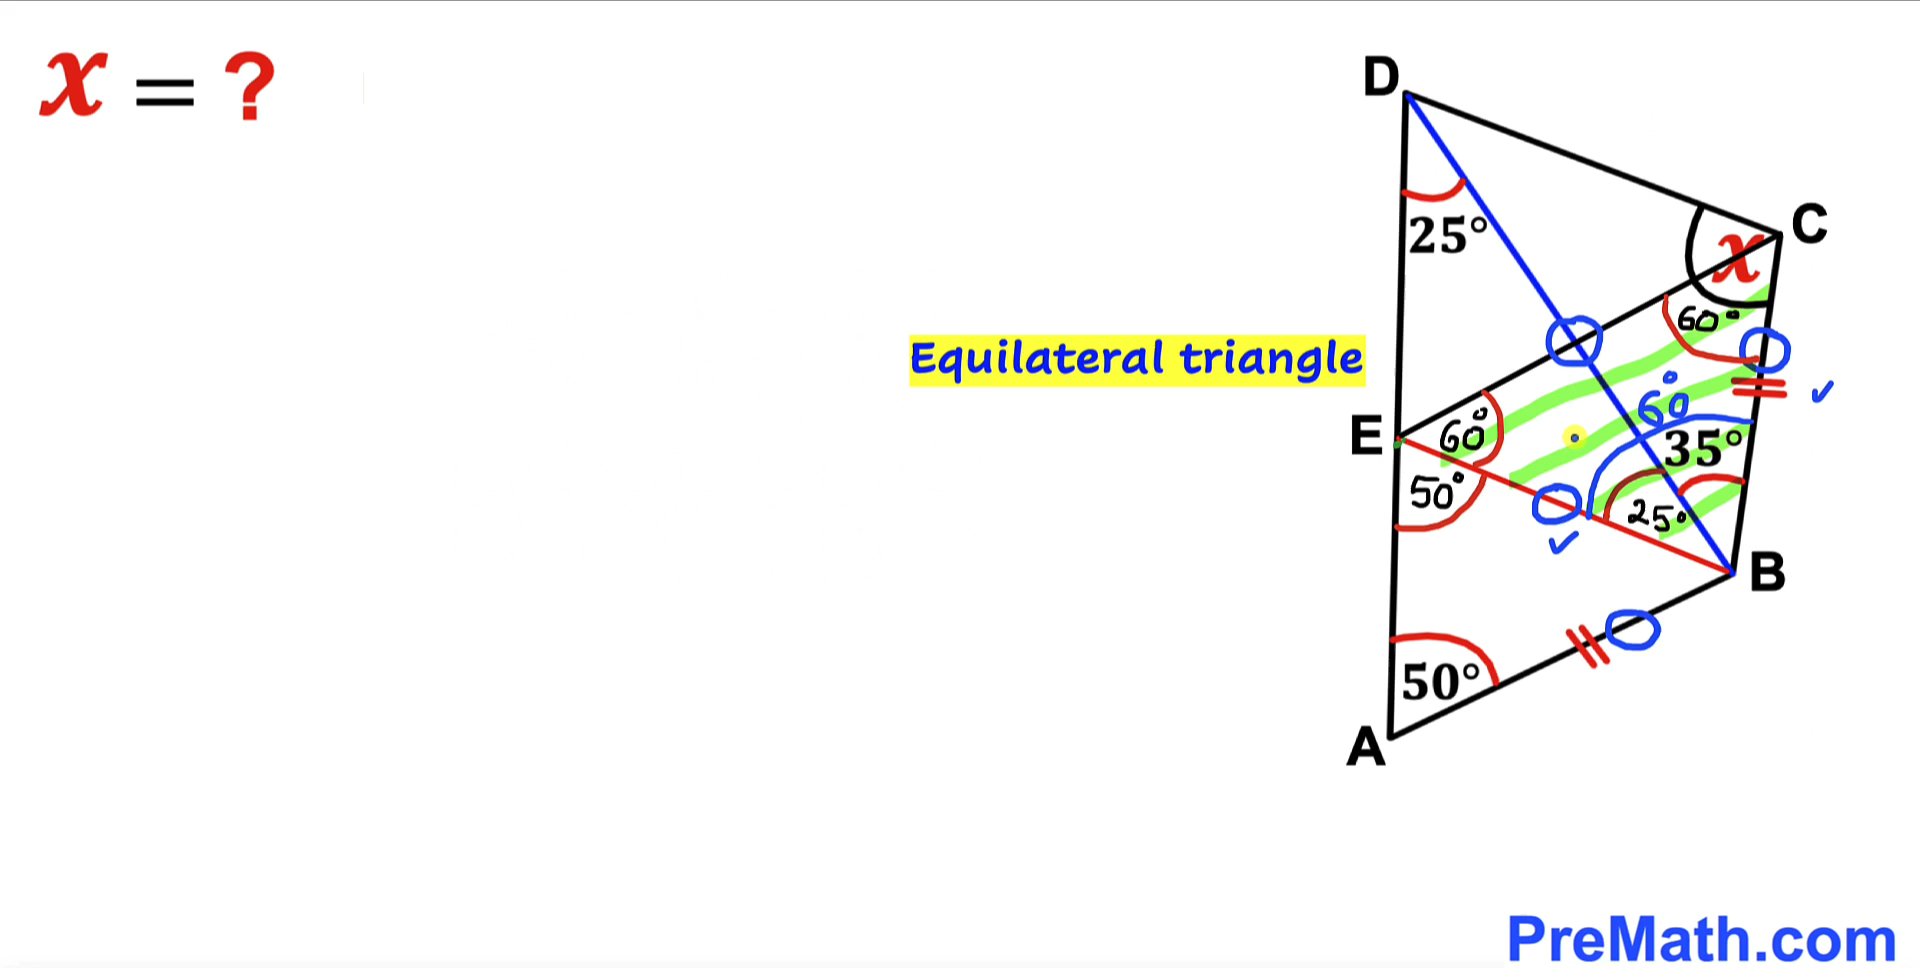 x = ?
D
C
25°
x
60°
Equilateral triangle
60°
E
60°
35°
50°
25°
B
50°
A
PreMath.com